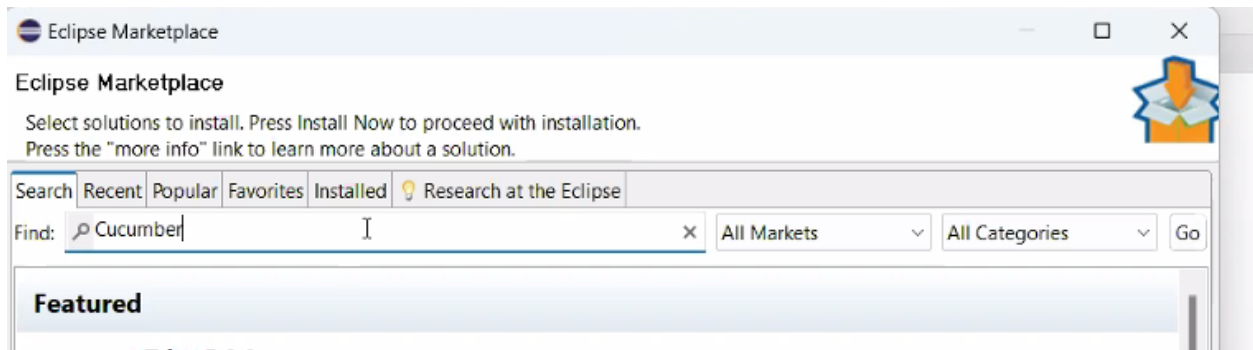 Eclipse Marketplace
Eclipse Marketplace
Select solutions to install. Press Install Now to proceed with installation.
Press the "more info" link to learn more about a solution.
Search Recent Popular Favorites Installed Research at the Eclipse
Find: Cucumber All Markets All Categories Go
Featured